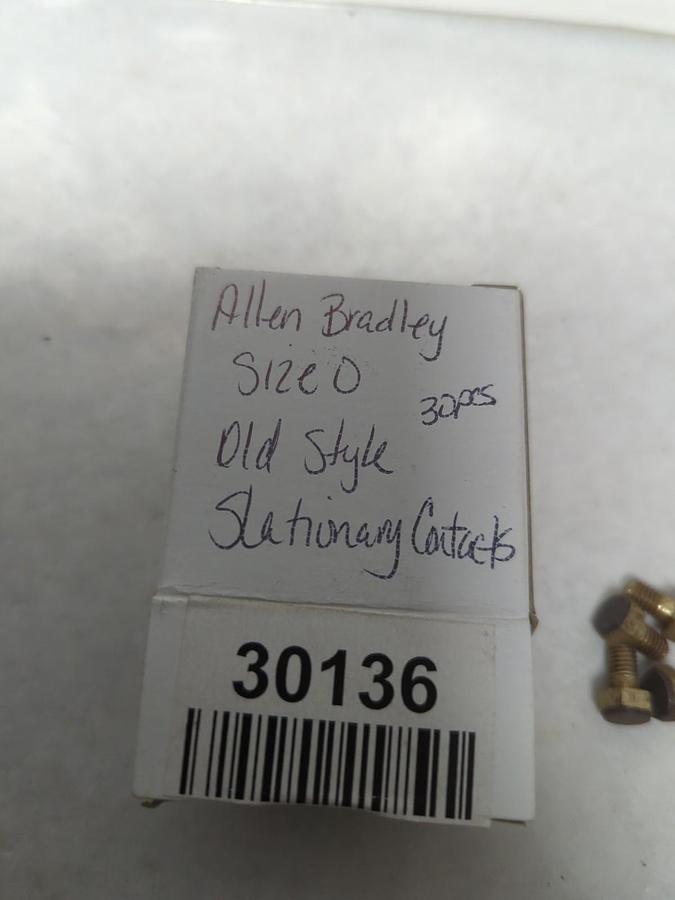 Allen Bradley
Size 0
30pcs
Old Style
Stationary Contacts
30136